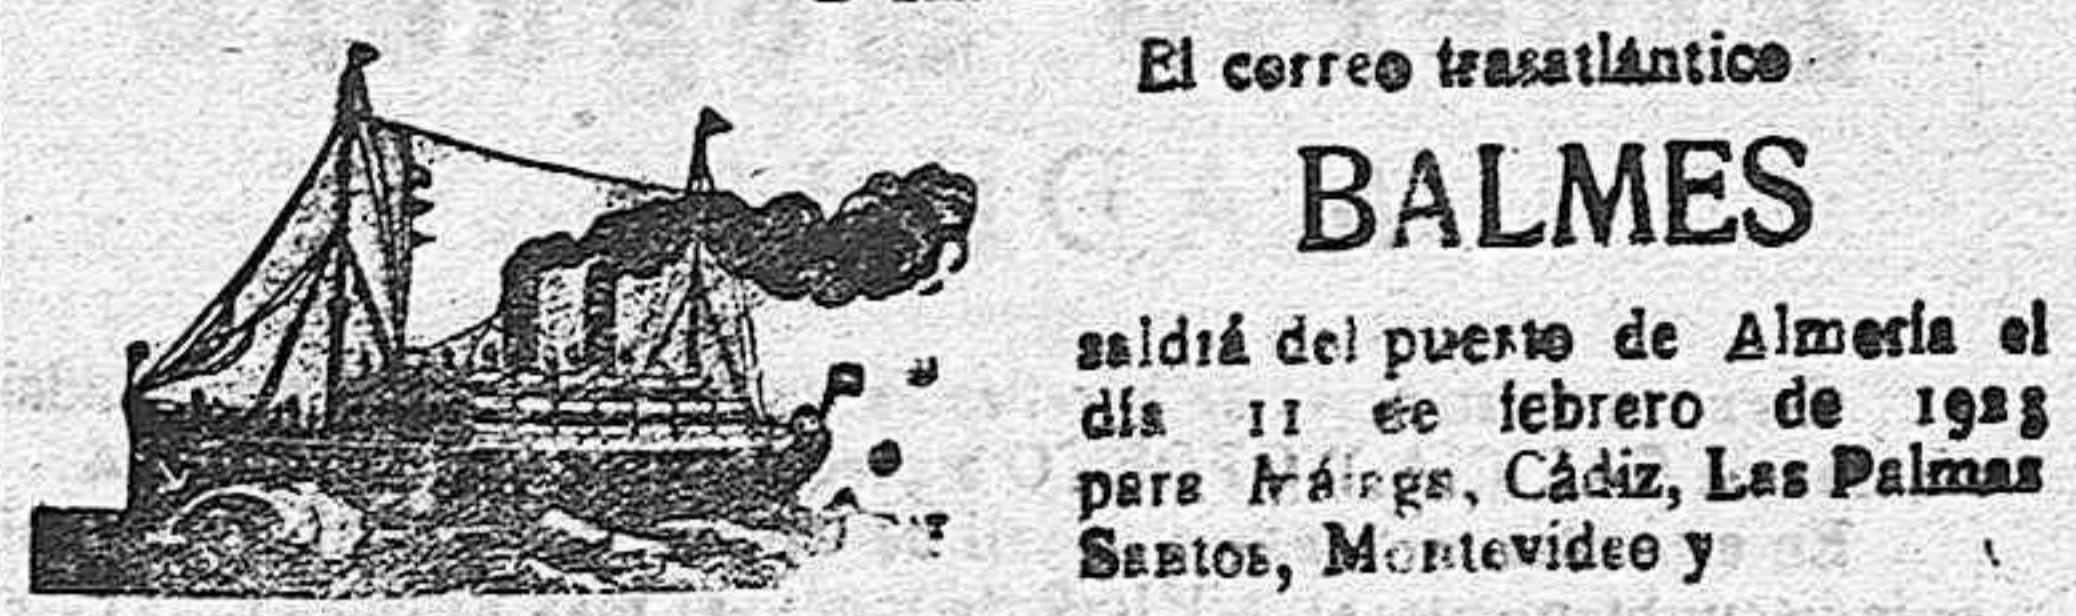 El correo trasatlántico
BALMES
saldrá del puerto de Almería el
día 11 de febrero de
para Málaga, Cádiz, Las Palmas
Santos, Montevideo y